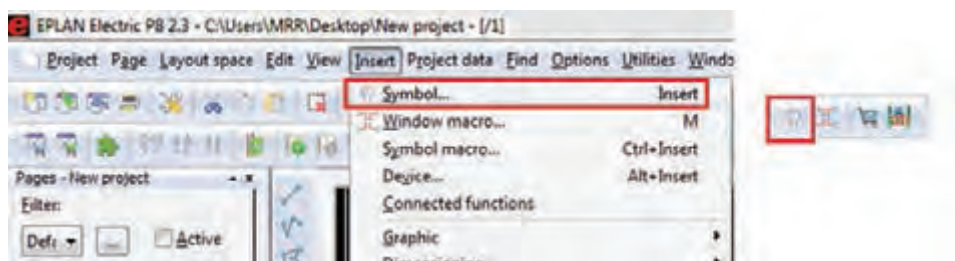 EPLAN Electric P8 2.3 - C:\Users\MRR\Desktop\New project - [/1]
Project Page Layout space Edit View Insert Project data Find Options Utilities Windo
Symbol... Insert
Window macro... M
Symbol macro... Ctrl+Insert
Pages - New project
Device... Alt+Insert
Filter:
Connected functions
Defa ... Active
Graphic